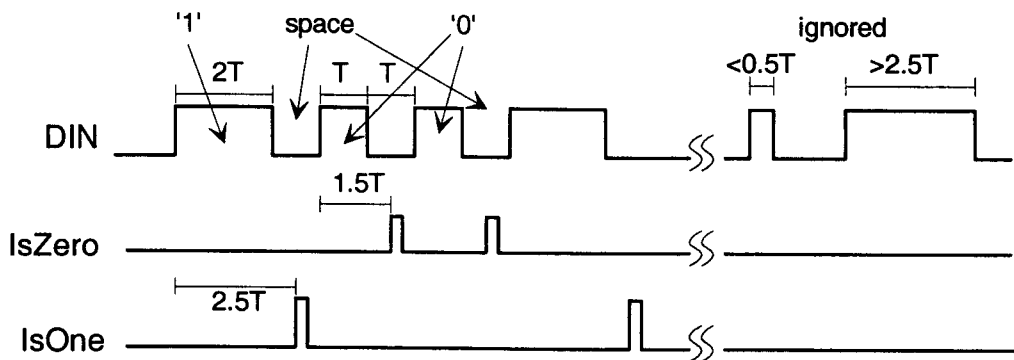 '1' space '0' ignored
2T T T <0.5T >2.5T
DIN
1.5T
IsZero
2.5T
IsOne